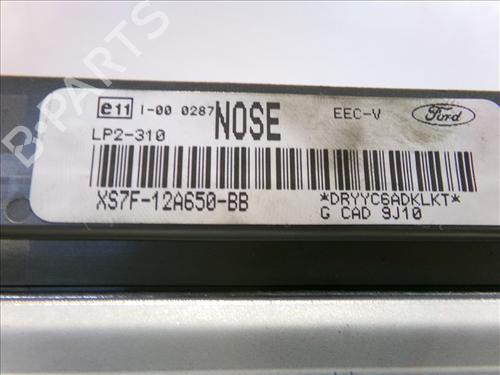 e11 I-00 0287 NOSE EEC-V Ford
LP2-310
XS7F-12A650-BB *DRYYC6ADKLKT*
G CAD 9J10
B-PARTS